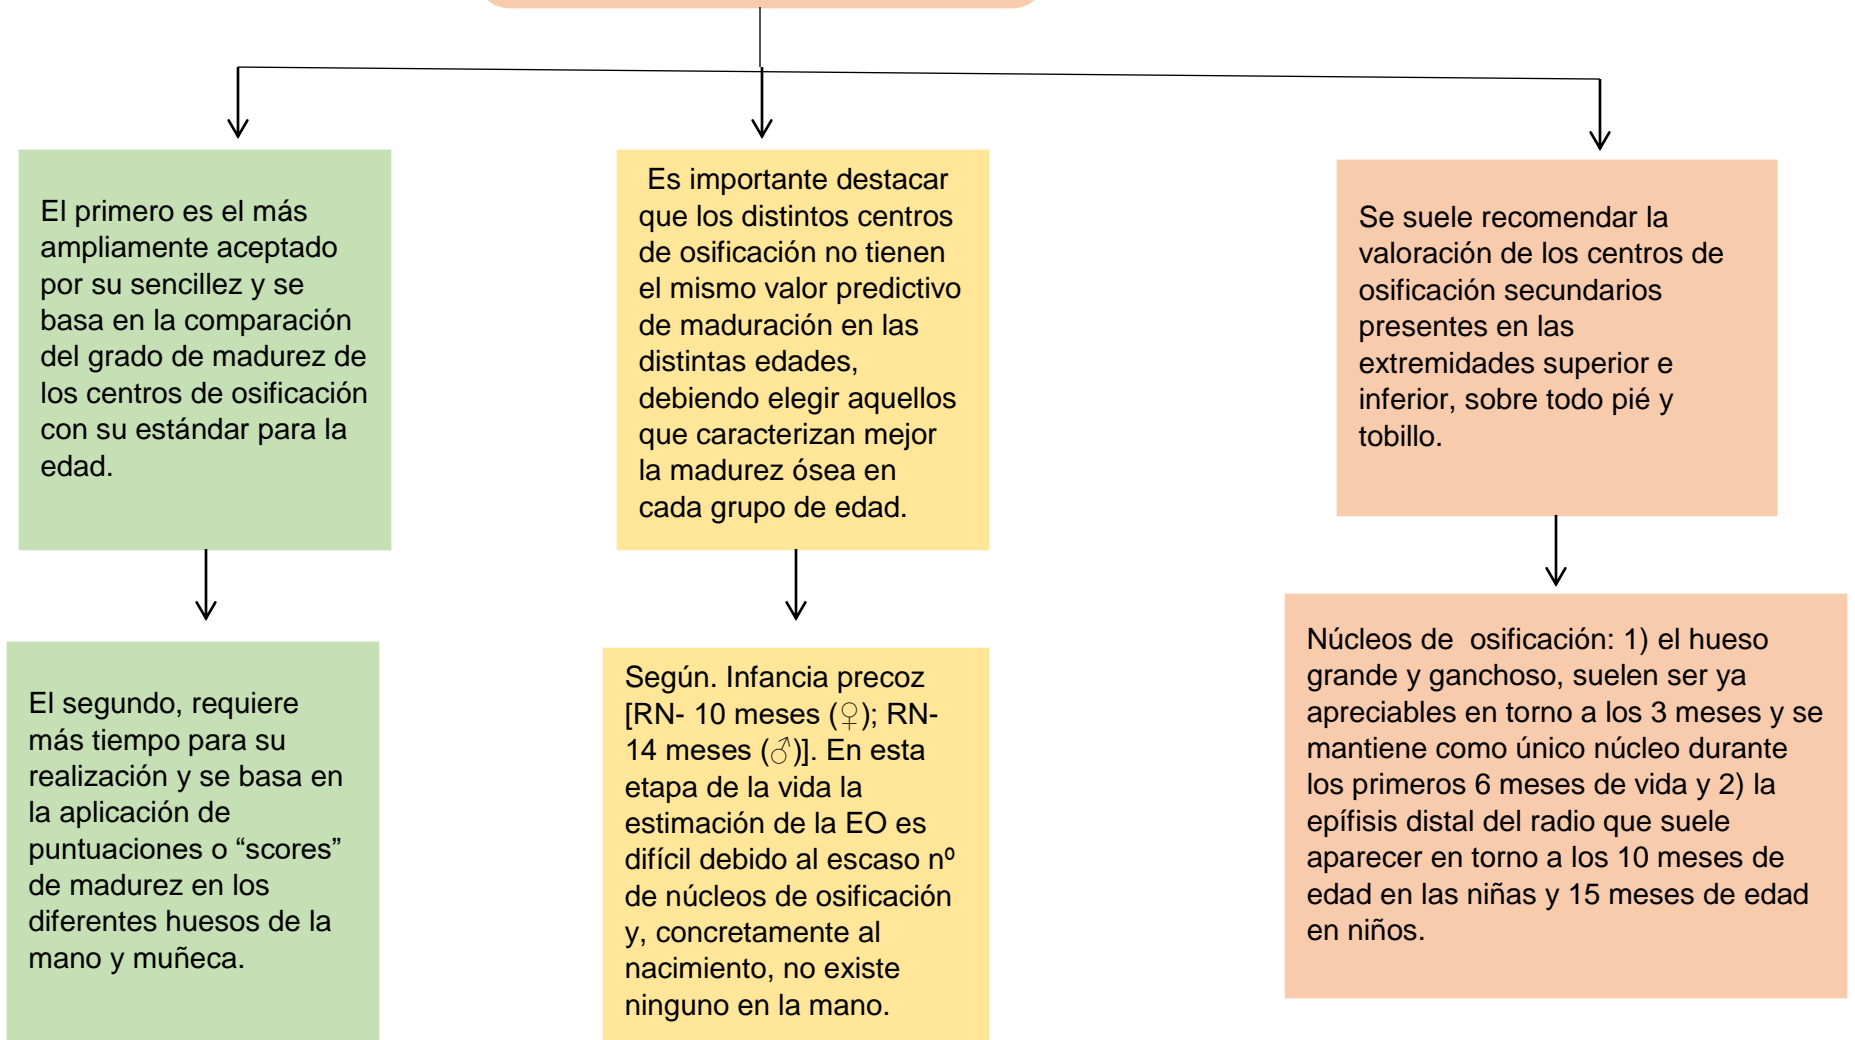 El primero es el más
ampliamente aceptado
por su sencillez y se
basa en la comparación
del grado de madurez de
los centros de osificación
con su estándar para la
edad.
Es importante destacar
que los distintos centros
de osificación no tienen
el mismo valor predictivo
de maduración en las
distintas edades,
debiendo elegir aquellos
que caracterizan mejor
la madurez ósea en
cada grupo de edad.
Se suele recomendar la
valoración de los centros de
osificación secundarios
presentes en las
extremidades superior e
inferior, sobre todo pié y
tobillo.
El segundo, requiere
más tiempo para su
realización y se basa en
la aplicación de
puntuaciones o “scores”
de madurez en los
diferentes huesos de la
mano y muñeca.
Según. Infancia precoz
[RN- 10 meses (♀); RN-
14 meses (♂)]. En esta
etapa de la vida la
estimación de la EO es
difícil debido al escaso nº
de núcleos de osificación
y, concretamente al
nacimiento, no existe
ninguno en la mano.
Núcleos de  osificación: 1) el hueso
grande y ganchoso, suelen ser ya
apreciables en torno a los 3 meses y se
mantiene como único núcleo durante
los primeros 6 meses de vida y 2) la
epífisis distal del radio que suele
aparecer en torno a los 10 meses de
edad en las niñas y 15 meses de edad
en niños.